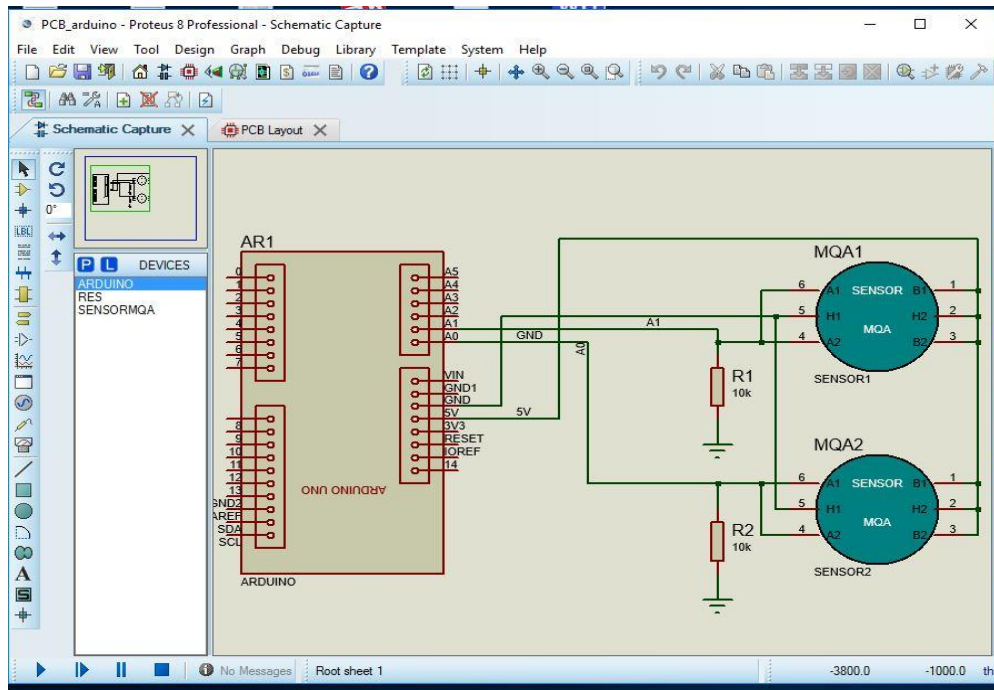 PCB_arduino - Proteus 8 Professional - Schematic Capture
File Edit View Tool Design Graph Debug Library Template System Help
Schematic Capture
PCB Layout
0°
LBL
P L DEVICES
ARDUINO
RES
SENSORMQA
A
S
AR1
0
1
2
3
4
5
6
7
8
9
10
11
12
13
GND2
AREF
SDA
SCL
A5
A4
A3
A2
A1
A0
VIN
GND1
GND
5V
3V3
RESET
IOREF
14
ARDUINO UNO
ARDUINO
A1
GND
A0
5V
R1
10k
R2
10k
MQA1
6 A1 SENSOR B1 1
5 H1 MQA H2 2
4 A2 B2 3
SENSOR1
MQA2
6 A1 SENSOR B1 1
5 H1 MQA H2 2
4 A2 B2 3
SENSOR2
No Messages
Root sheet 1
-3800.0
-1000.0
th